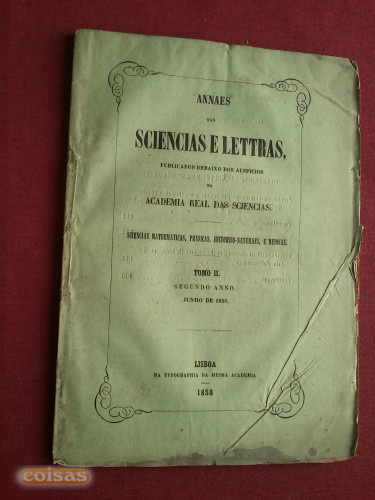 ANNAES
DAS
SCIENCIAS E LETTRAS,
PUBLICADOS DEBAIXO DOS AUSPICIOS
DA
ACADEMIA REAL DAS SCIENCIAS.
SCIENCIAS MATHEMATICAS, PHYSICAS, HISTORICO-NATURAES, E MEDICAS.
TOMO II.
SEGUNDO ANNO.
JUNHO DE 1858.
LISBOA
NA TYPOGRAPHIA DA MESMA ACADEMIA
1858
coisas